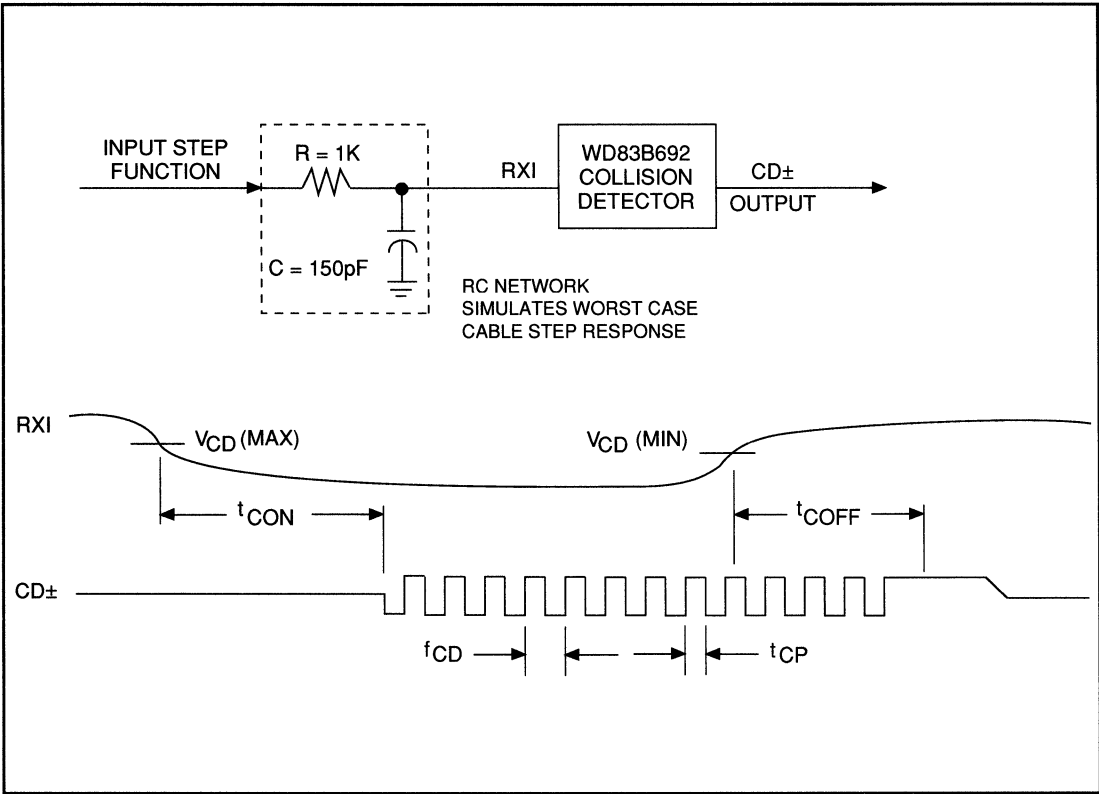 INPUT STEP
FUNCTION
R = 1K
C = 150pF
RXI
WD83B692
COLLISION
DETECTOR
CD±
OUTPUT
RC NETWORK
SIMULATES WORST CASE
CABLE STEP RESPONSE
RXI
VCD (MAX)
VCD (MIN)
tCON
tCOFF
CD±
fCD
tCP